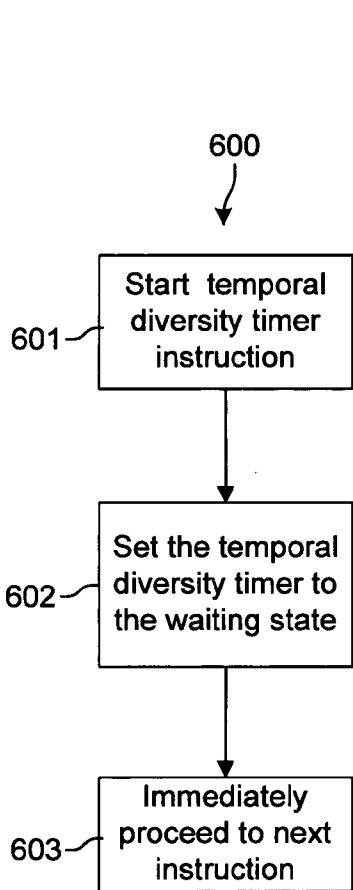 600
Start temporal
diversity timer
instruction
601
Set the temporal
diversity timer to
the waiting state
602
Immediately
proceed to next
instruction
603